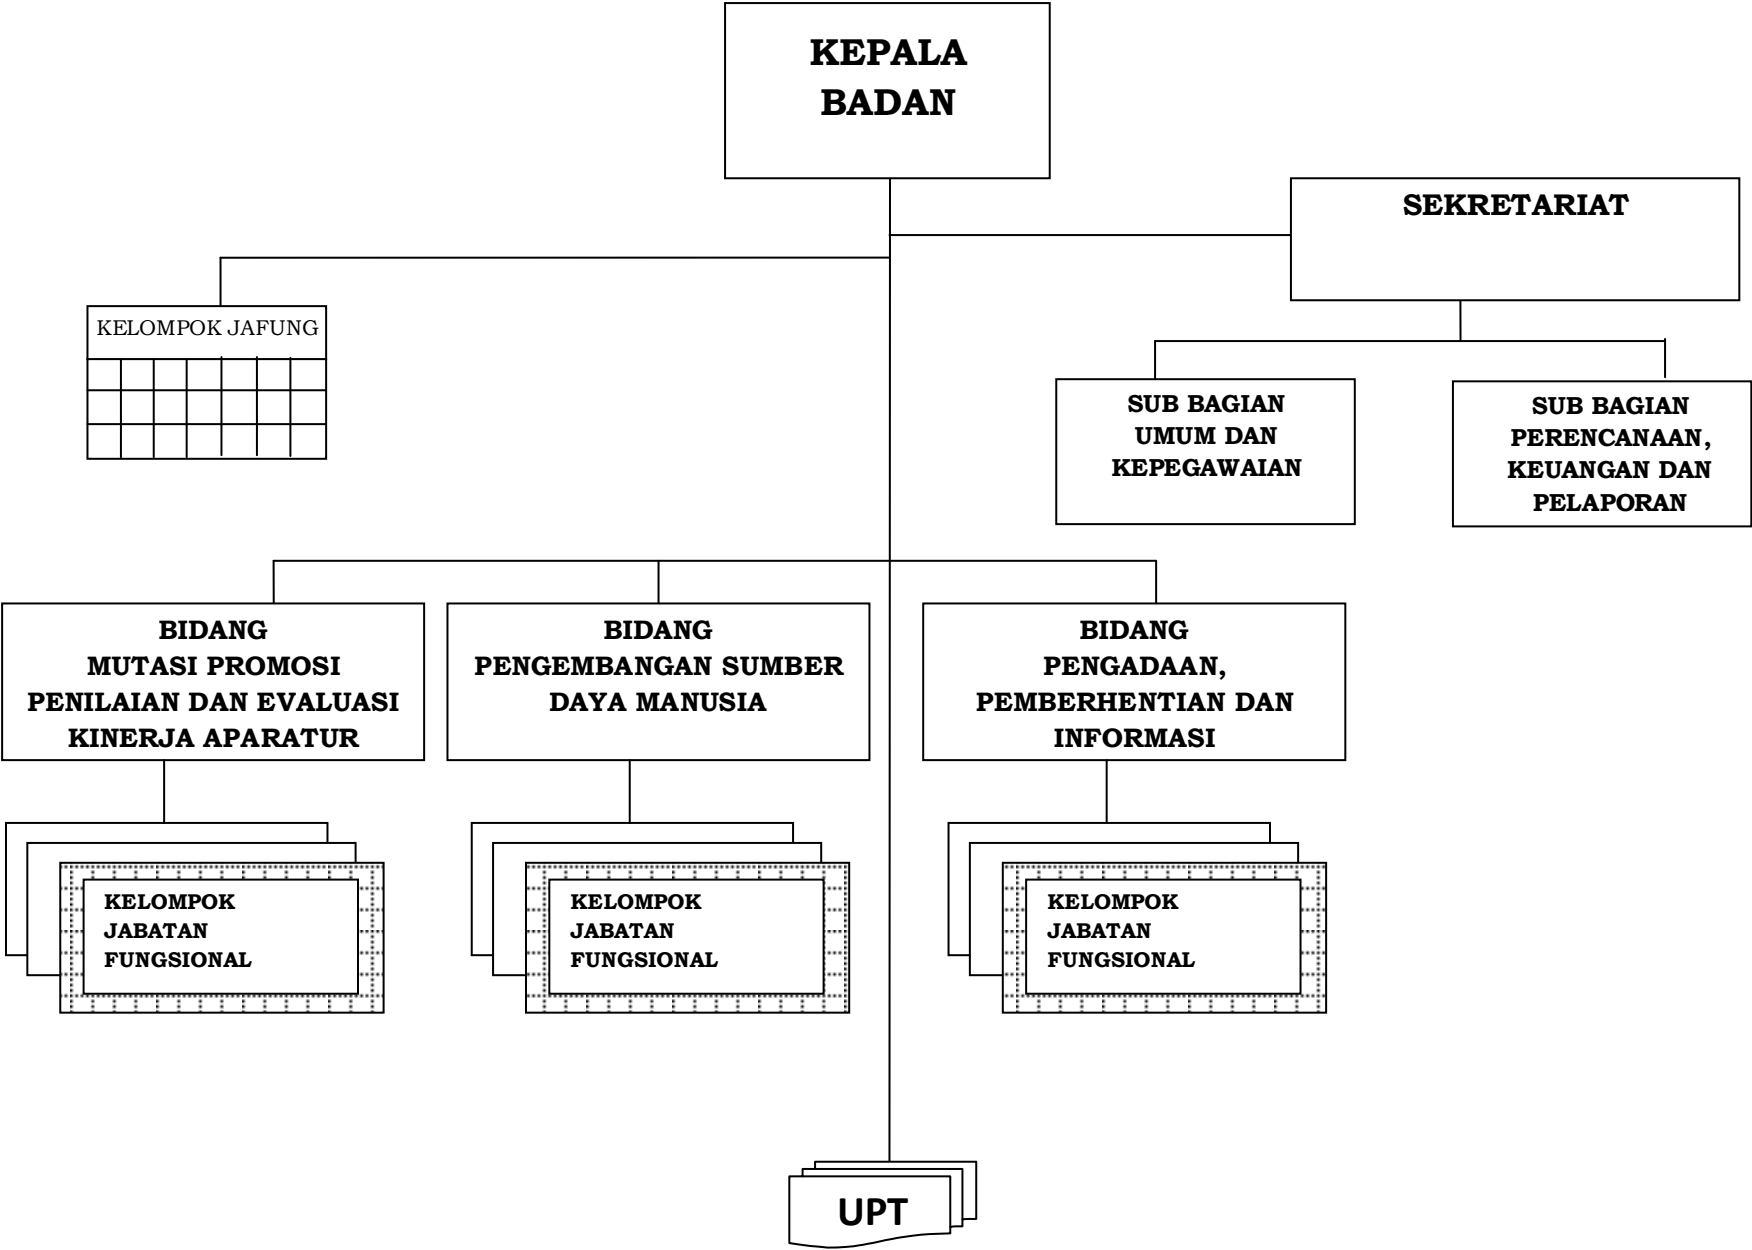 KEPALA
BADAN
SEKRETARIAT
KELOMPOK JAFUNG
SUB BAGIAN
UMUM DAN
KEPEGAWAIAN
SUB BAGIAN
PERENCANAAN,
KEUANGAN DAN
PELAPORAN
BIDANG
MUTASI PROMOSI
PENILAIAN DAN EVALUASI
KINERJA APARATUR
BIDANG
PENGEMBANGAN SUMBER
DAYA MANUSIA
BIDANG
PENGADAAN,
PEMBERHENTIAN DAN
INFORMASI
KELOMPOK
JABATAN
FUNGSIONAL
KELOMPOK
JABATAN
FUNGSIONAL
KELOMPOK
JABATAN
FUNGSIONAL
UPT